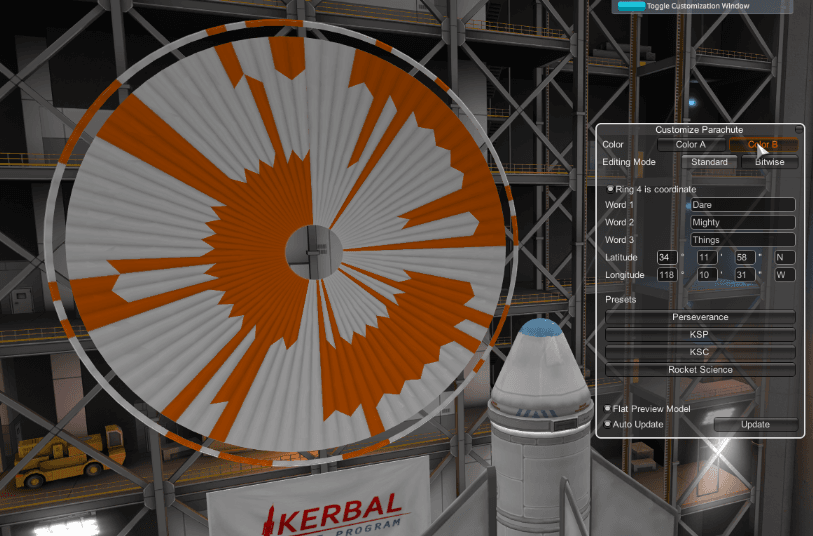 Toggle Customization Window
Customize Parachute
Color Color A Color B
Editing Mode Standard Bitwise
Ring 4 is coordinate
Word 1 Dare
Word 2 Mighty
Word 3 Things
Latitude 34 ° 11 ' 58 " N
Longitude 118 ° 10 ' 31 " W
Presets
Perseverance
KSP
KSC
Rocket Science
Flat Preview Model
Auto Update Update
KERBAL
PROGRAM